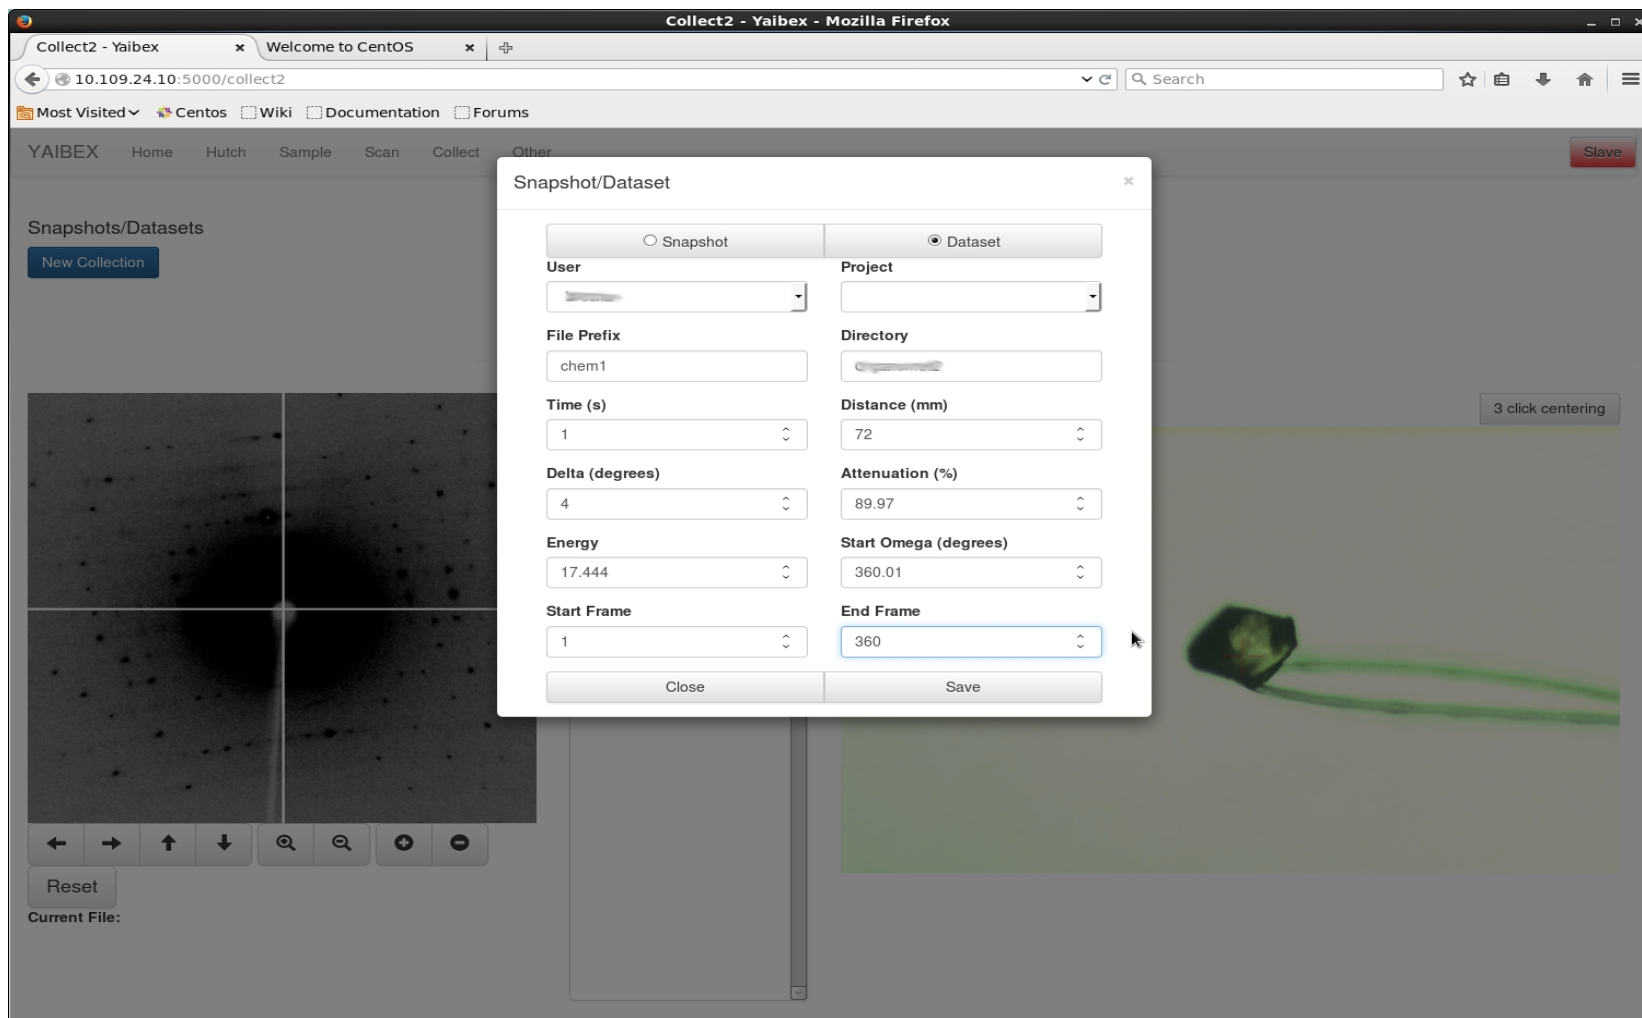 Collect2 - Yaibex - Mozilla Firefox
Collect2 - Yaibex Welcome to CentOS
10.109.24.10:5000/collect2 Search
Most Visited Centos Wiki Documentation Forums
YAIBEX Home Hutch Sample Scan Collect Other Slave
Snapshot/Dataset
Snapshots/Datasets
New Collection
Snapshot Dataset
User Project
File Prefix Directory
chem1
Time (s) Distance (mm)
1 72
Delta (degrees) Attenuation (%)
4 89.97
Energy Start Omega (degrees)
17.444 360.01
Start Frame End Frame
1 360
Close Save
3 click centering
Reset
Current File: